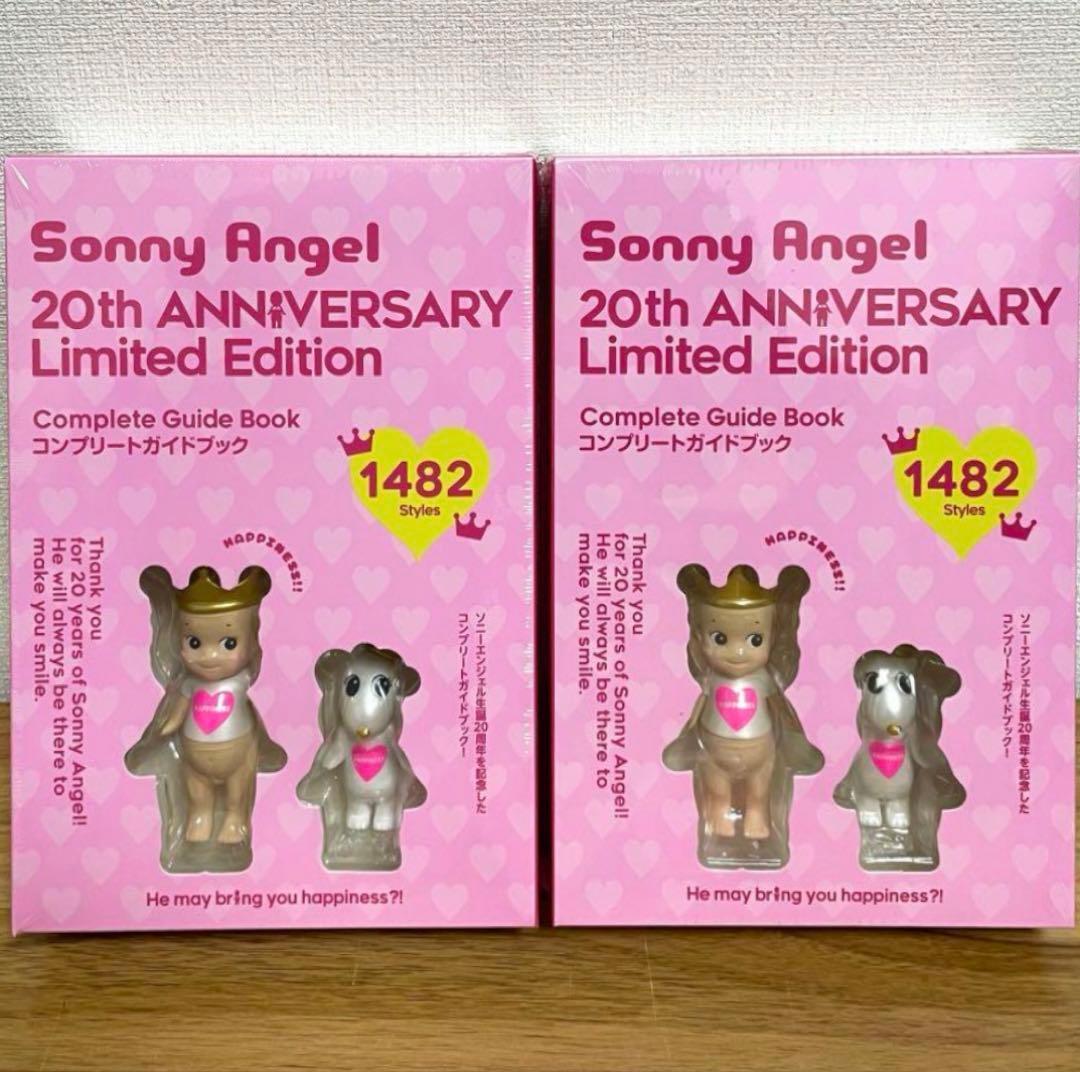 Sonny Angel
20th ANNIVERSARY
Limited Edition
Complete Guide Book
コンプリートガイドブック
1482
Styles
HAPPINESS!!
Thank you
for 20 years of Sonny Angel!
He will always be there to
make you smile.
ソニーエンジェル生誕20周年を記念した
コンプリートガイドブック！
He may bring you happiness?!
Sonny Angel
20th ANNIVERSARY
Limited Edition
Complete Guide Book
コンプリートガイドブック
1482
Styles
HAPPINESS!!
Thank you
for 20 years of Sonny Angel!
He will always be there to
make you smile.
ソニーエンジェル生誕20周年を記念した
コンプリートガイドブック！
He may bring you happiness?!